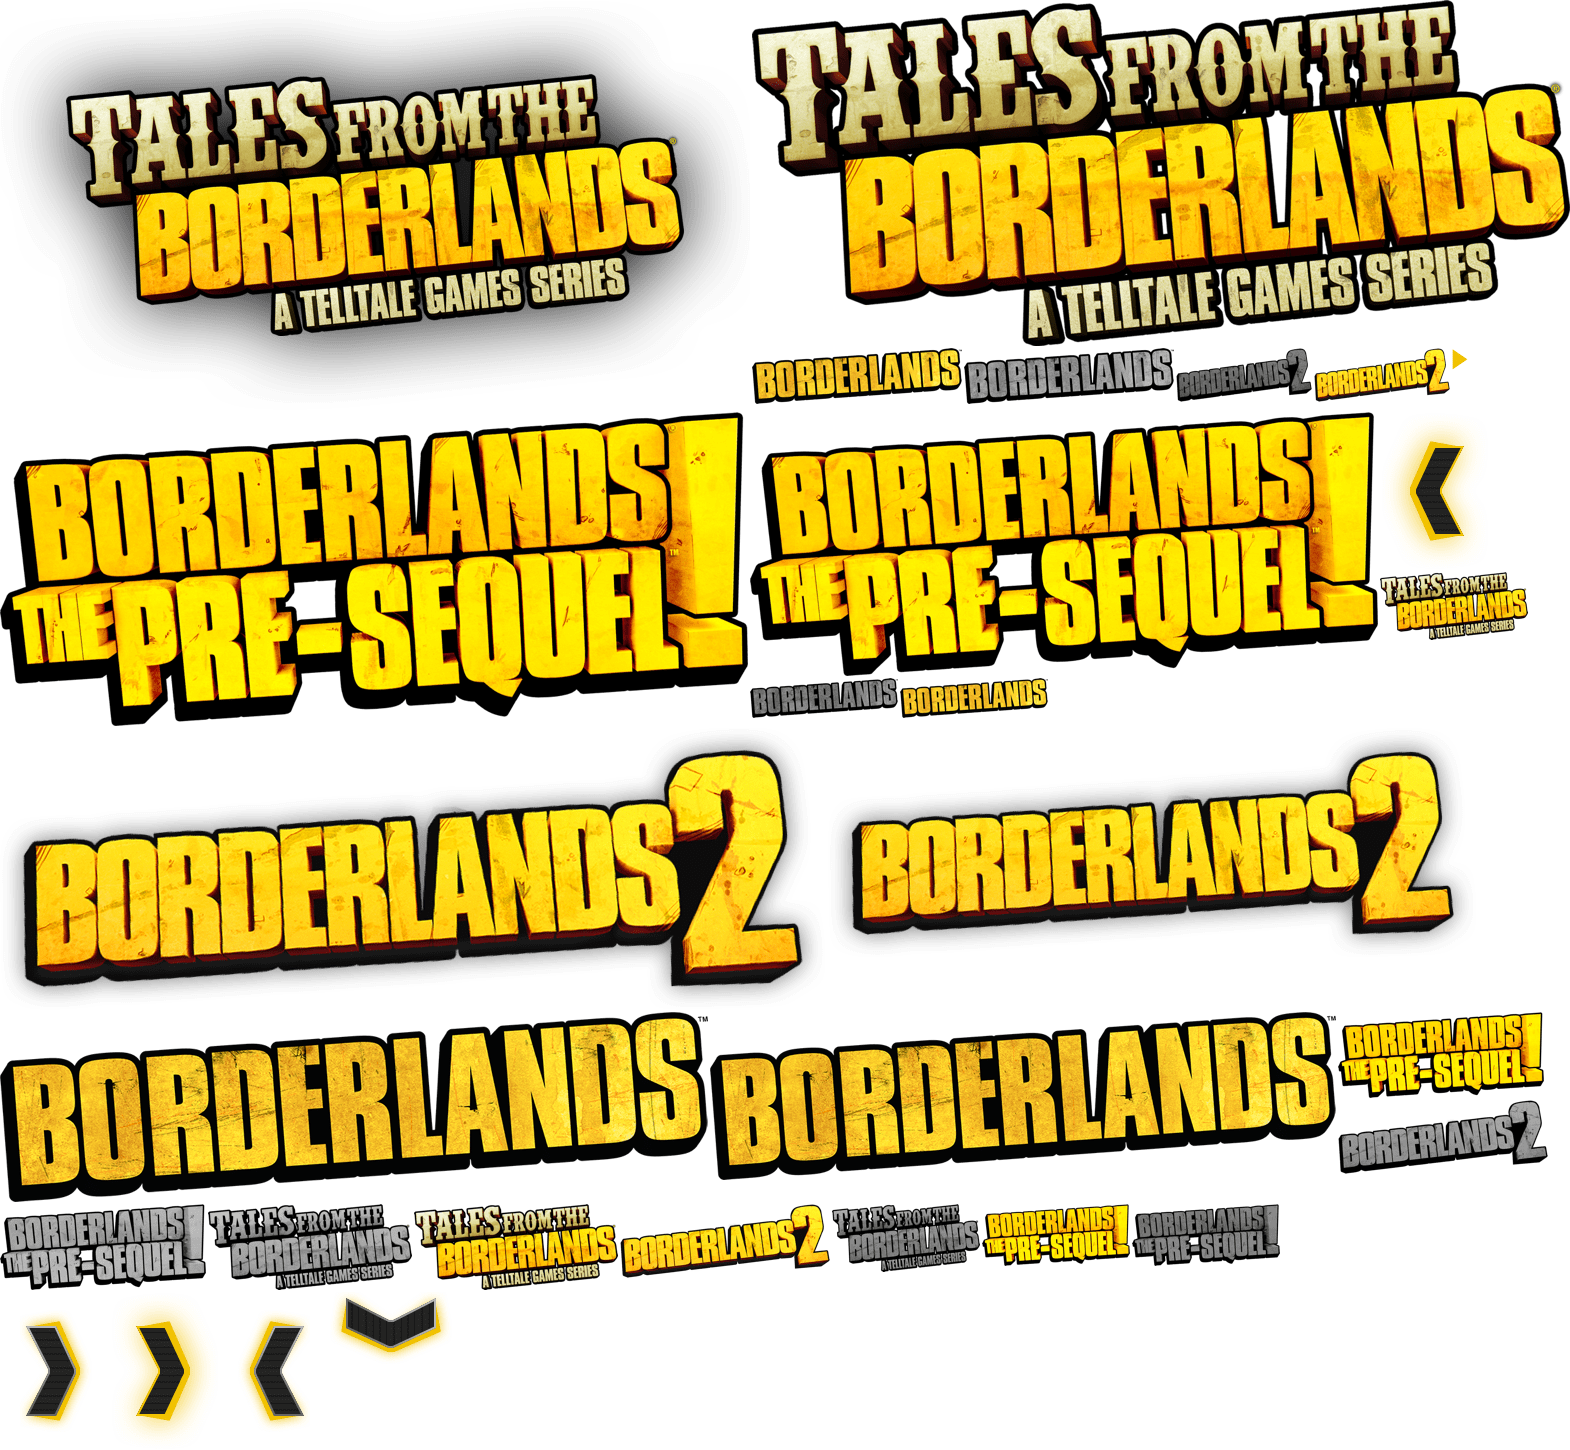 TALES FROM THE
BORDERLANDS®
A TELLTALE GAMES SERIES
TALES FROM THE
BORDERLANDS®
A TELLTALE GAMES SERIES
BORDERLANDS
BORDERLANDS
BORDERLANDS 2
BORDERLANDS 2
BORDERLANDS
THE PRE-SEQUEL!™
BORDERLANDS
THE PRE-SEQUEL!™
TALES FROM THE
BORDERLANDS
A TELLTALE GAMES SERIES
BORDERLANDS
BORDERLANDS
BORDERLANDS 2
BORDERLANDS 2
BORDERLANDS™
BORDERLANDS™
BORDERLANDS
THE PRE-SEQUEL!
BORDERLANDS 2
BORDERLANDS
THE PRE-SEQUEL!
TALES FROM THE
BORDERLANDS
A TELLTALE GAMES SERIES
TALES FROM THE
BORDERLANDS
A TELLTALE GAMES SERIES
BORDERLANDS 2
TALES FROM THE
BORDERLANDS
A TELLTALE GAMES SERIES
BORDERLANDS
THE PRE-SEQUEL!
BORDERLANDS
THE PRE-SEQUEL!